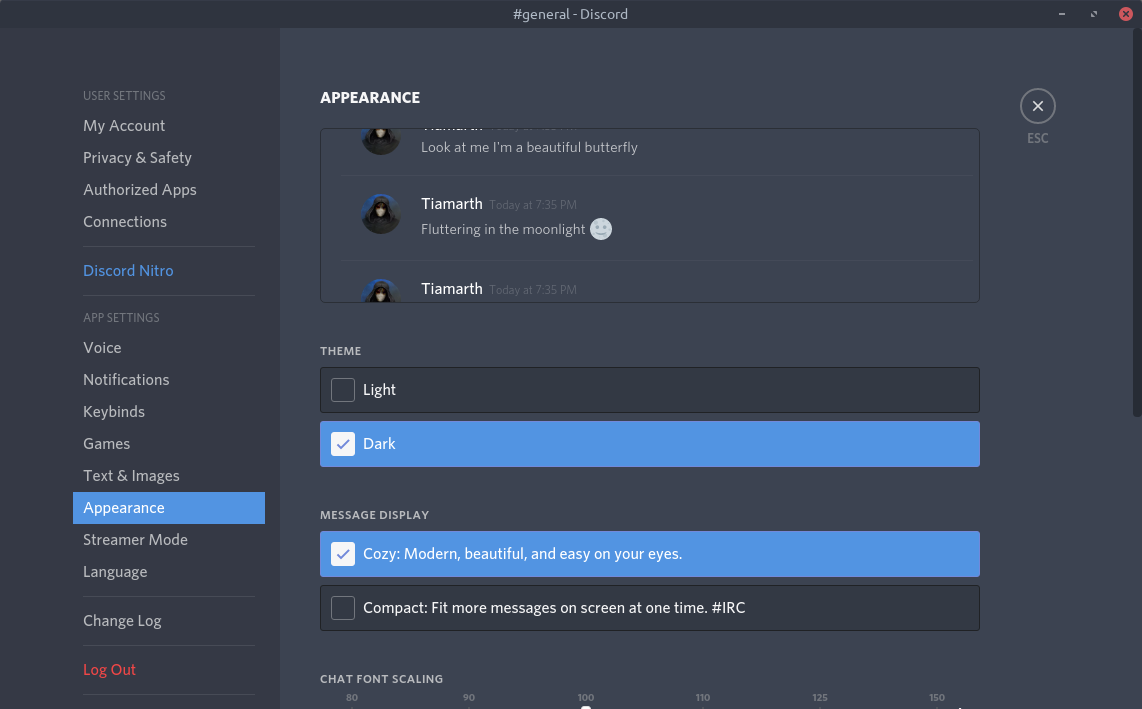 #general - Discord
USER SETTINGS
My Account
Privacy & Safety
Authorized Apps
Connections
Discord Nitro
APP SETTINGS
Voice
Notifications
Keybinds
Games
Text & Images
Appearance
Streamer Mode
Language
Change Log
Log Out
APPEARANCE
ESC
Look at me I'm a beautiful butterfly
Tiamarth Today at 7:35 PM
Fluttering in the moonlight
Tiamarth Today at 7:35 PM
THEME
Light
Dark
MESSAGE DISPLAY
Cozy: Modern, beautiful, and easy on your eyes.
Compact: Fit more messages on screen at one time. #IRC
CHAT FONT SCALING
80 90 100 110 125 150